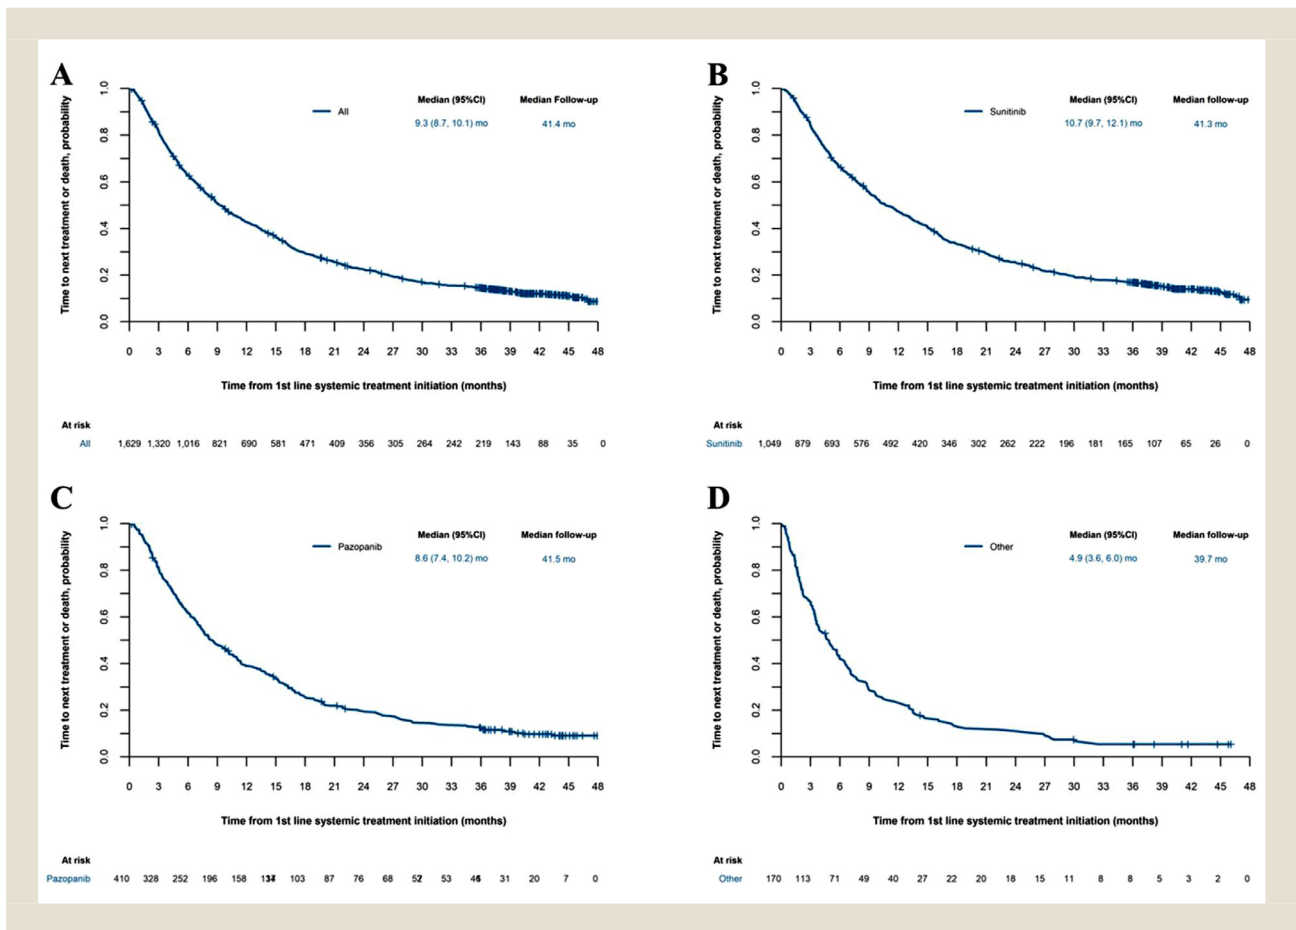 A
Time to next treatment or death, probability
1.0
0.8
0.6
0.4
0.2
0.0
All
Median (95%CI) Median Follow-up
9.3 (8.7, 10.1) mo 41.4 mo
0 3 6 9 12 15 18 21 24 27 30 33 36 39 42 45 48
Time from 1st line systemic treatment initiation (months)
At risk
All 1,629 1,320 1,016 821 690 581 471 409 356 305 264 242 219 143 88 35 0
B
Time to next treatment or death, probability
1.0
0.8
0.6
0.4
0.2
0.0
Sunitinib
Median (95%CI) Median follow-up
10.7 (9.7, 12.1) mo 41.3 mo
0 3 6 9 12 15 18 21 24 27 30 33 36 39 42 45 48
Time from 1st line systemic treatment initiation (months)
At risk
Sunitinib 1,049 879 693 576 492 420 346 302 262 222 196 181 165 107 65 26 0
C
Time to next treatment or death, probability
1.0
0.8
0.6
0.4
0.2
0.0
Pazopanib
Median (95%CI) Median follow-up
8.6 (7.4, 10.2) mo 41.5 mo
0 3 6 9 12 15 18 21 24 27 30 33 36 39 42 45 48
Time from 1st line systemic treatment initiation (months)
At risk
Pazopanib 410 328 252 196 158 103 87 76 68 53 31 20 7 0
D
Time to next treatment or death, probability
1.0
0.8
0.6
0.4
0.2
0.0
Other
Median (95%CI) Median follow-up
4.9 (3.6, 6.0) mo 39.7 mo
0 3 6 9 12 15 18 21 24 27 30 33 36 39 42 45 48
Time from 1st line systemic treatment initiation (months)
At risk
Other 170 113 71 49 40 27 22 20 18 15 11 8 8 5 3 2 0